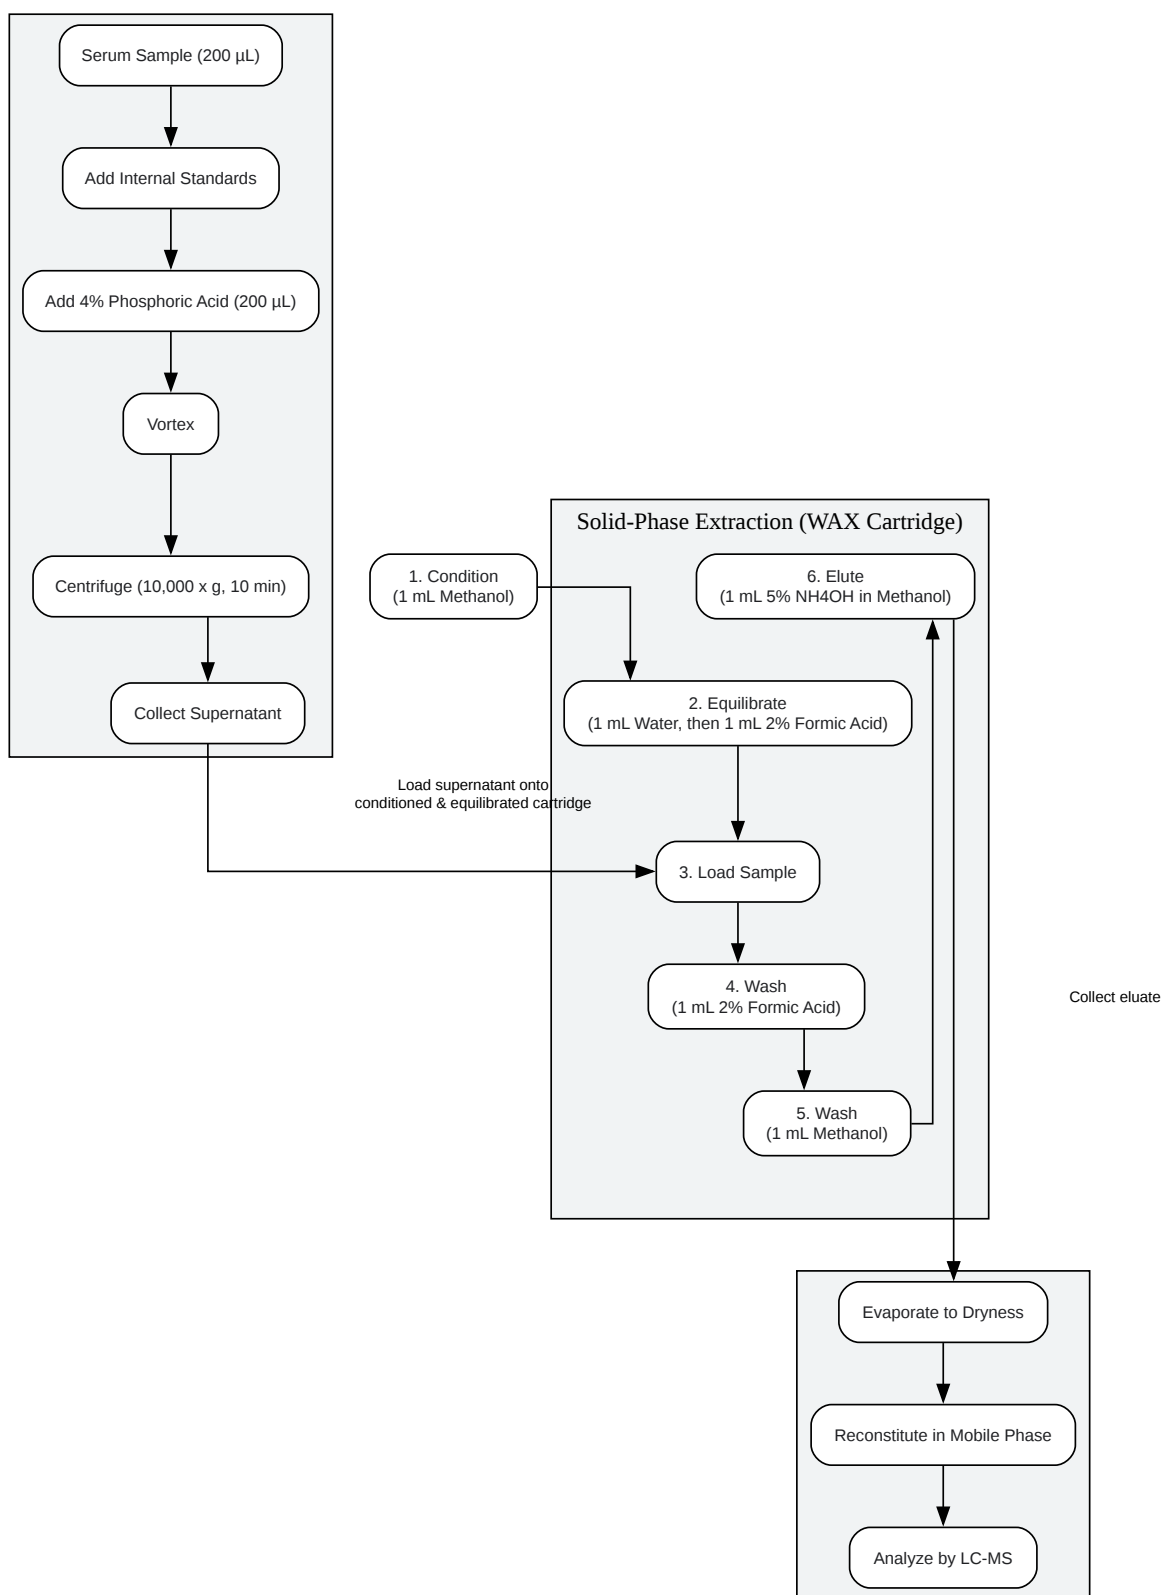 Serum Sample (200 µL)
Add Internal Standards
Add 4% Phosphoric Acid (200 µL)
Vortex
Centrifuge (10,000 x g, 10 min)
Collect Supernatant
Load supernatant onto
conditioned & equilibrated cartridge
Solid-Phase Extraction (WAX Cartridge)
1. Condition
(1 mL Methanol)
2. Equilibrate
(1 mL Water, then 1 mL 2% Formic Acid)
3. Load Sample
4. Wash
(1 mL 2% Formic Acid)
5. Wash
(1 mL Methanol)
6. Elute
(1 mL 5% NH4OH in Methanol)
Collect eluate
Evaporate to Dryness
Reconstitute in Mobile Phase
Analyze by LC-MS